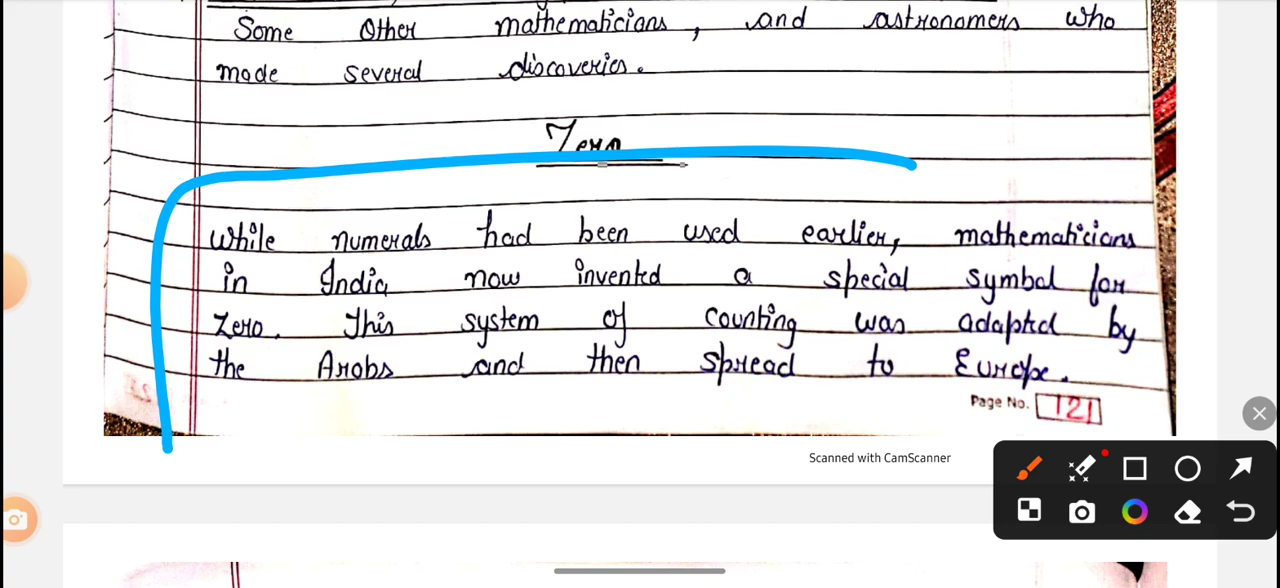 Some Other mathematicians, and astronomers who
made several discoveries.
Zero
While numerals had been used earlier, mathematicians
in India now invented a special symbol for
Zero. This system of counting was adapted by
the Arabs and then spread to Europe.
Page No. 121
Scanned with CamScanner